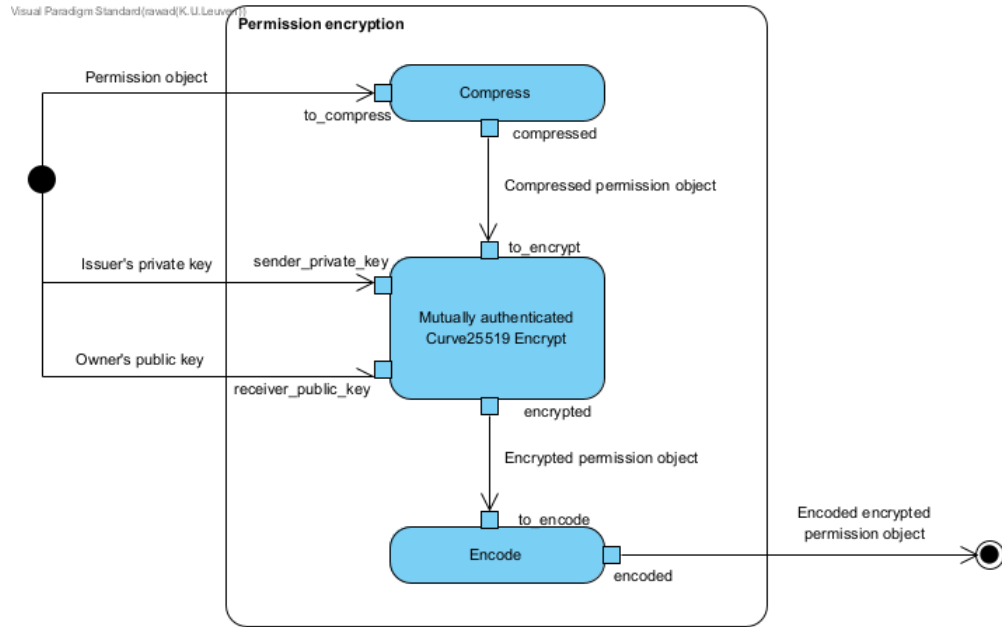 Visual Paradigm Standard(rawad(K.U.Leuven))
Permission encryption
Permission object
to_compress
Compress
compressed
Compressed permission object
to_encrypt
Issuer's private key
sender_private_key
Mutually authenticated
Curve25519 Encrypt
Owner's public key
receiver_public_key
encrypted
Encrypted permission object
to_encode
Encode
encoded
Encoded encrypted
permission object